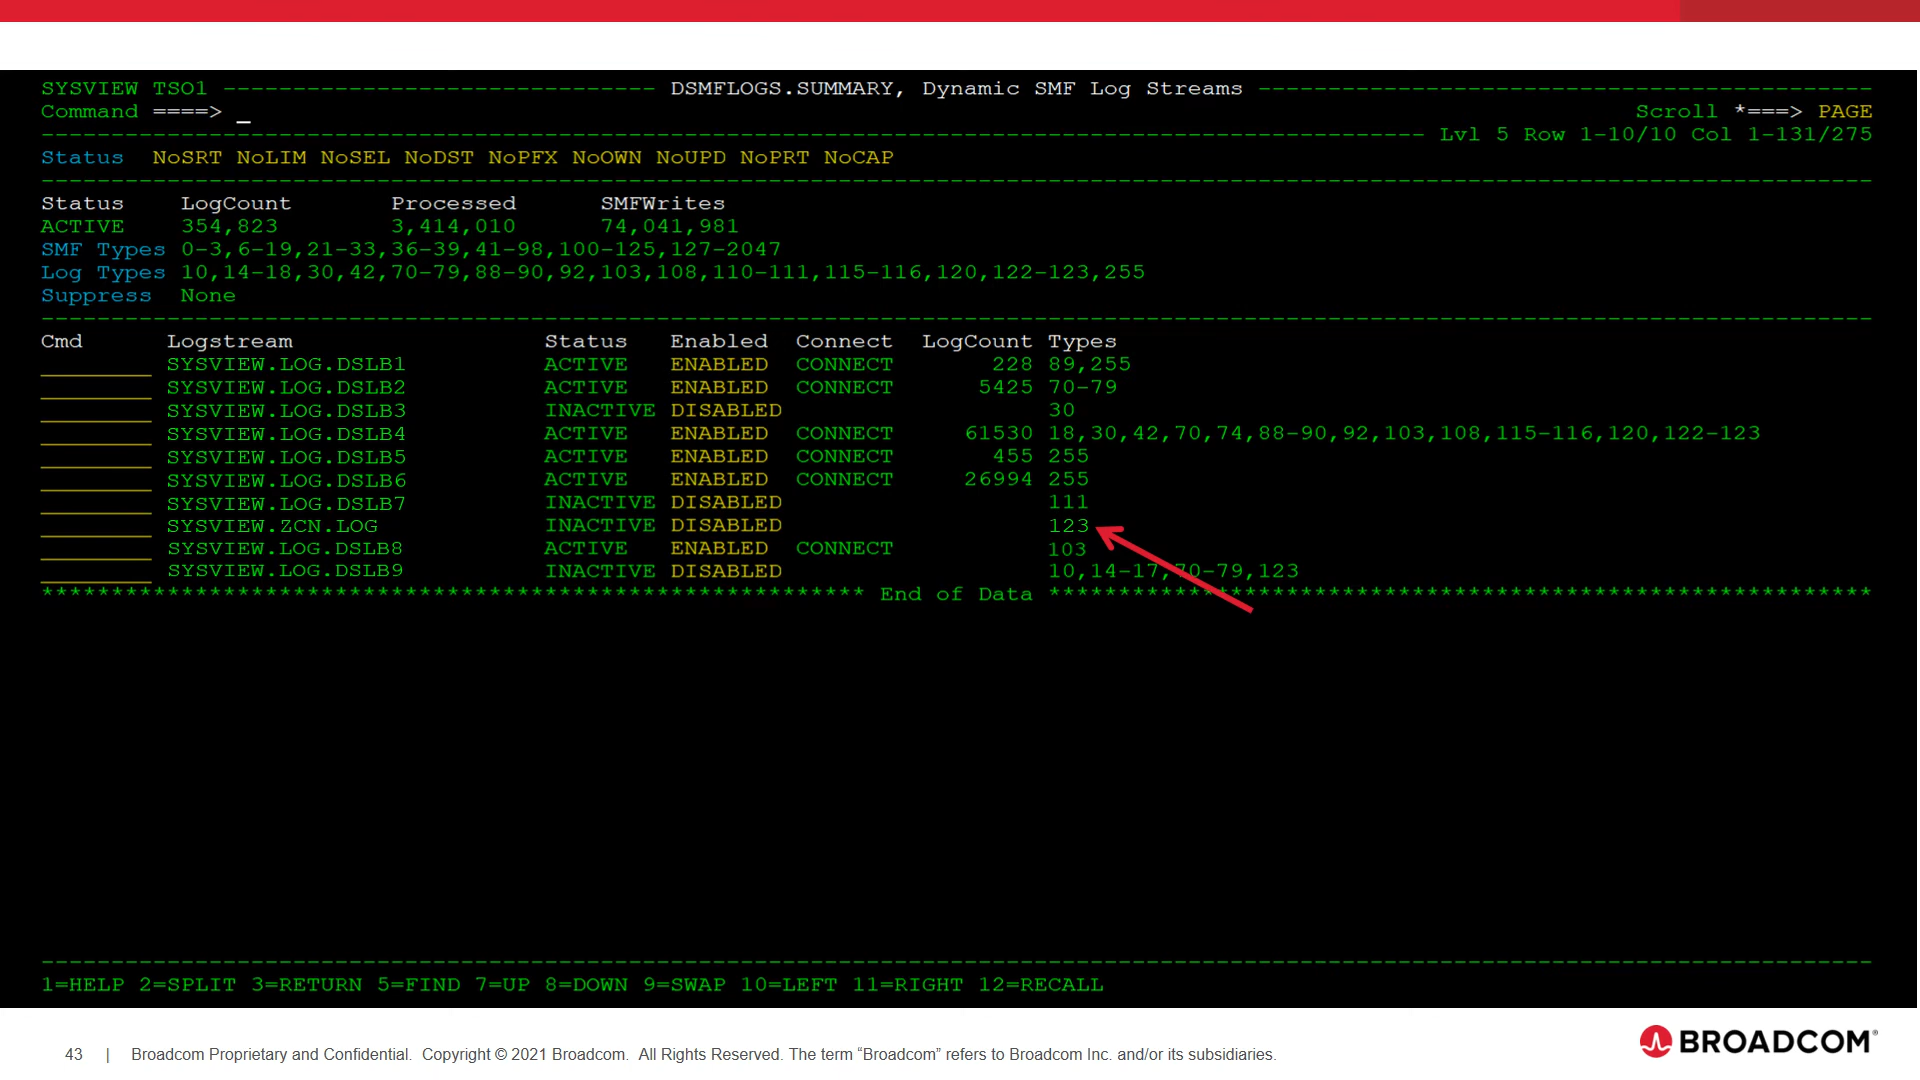 SYSVIEW TSO1 ------------------------------- DSMFLOGS.SUMMARY, Dynamic SMF Log Streams --------------------------------------------
Command ====> _ Scroll *===> PAGE
--------------------------------------------------------------------------------------------------- Lvl 5 Row 1-10/10 Col 1-131/275
Status NoSRT NoLIM NoSEL NoDST NoPFX NoOWN NoUPD NoPRT NoCAP
Status LogCount Processed SMFWrites
ACTIVE 354,823 3,414,010 74,041,981
SMF Types 0-3,6-19,21-33,36-39,41-98,100-125,127-2047
Log Types 10,14-18,30,42,70-79,88-90,92,103,108,110-111,115-116,120,122-123,255
Suppress None
Cmd Logstream Status Enabled Connect LogCount Types
________ SYSVIEW.LOG.DSLB1 ACTIVE ENABLED CONNECT 228 89,255
________ SYSVIEW.LOG.DSLB2 ACTIVE ENABLED CONNECT 5425 70-79
________ SYSVIEW.LOG.DSLB3 INACTIVE DISABLED 30
________ SYSVIEW.LOG.DSLB4 ACTIVE ENABLED CONNECT 61530 18,30,42,70,74,88-90,92,103,108,115-116,120,122-123
________ SYSVIEW.LOG.DSLB5 ACTIVE ENABLED CONNECT 455 255
________ SYSVIEW.LOG.DSLB6 ACTIVE ENABLED CONNECT 26994 255
________ SYSVIEW.LOG.DSLB7 INACTIVE DISABLED 111
________ SYSVIEW.ZCN.LOG INACTIVE DISABLED 123
________ SYSVIEW.LOG.DSLB8 ACTIVE ENABLED CONNECT 103
________ SYSVIEW.LOG.DSLB9 INACTIVE DISABLED 10,14-17,70-79,123
*********************************************************** End of Data ***********************************************************
1=HELP 2=SPLIT 3=RETURN 5=FIND 7=UP 8=DOWN 9=SWAP 10=LEFT 11=RIGHT 12=RECALL
43 | Broadcom Proprietary and Confidential. Copyright © 2021 Broadcom. All Rights Reserved. The term “Broadcom” refers to Broadcom Inc. and/or its subsidiaries.
BROADCOM®